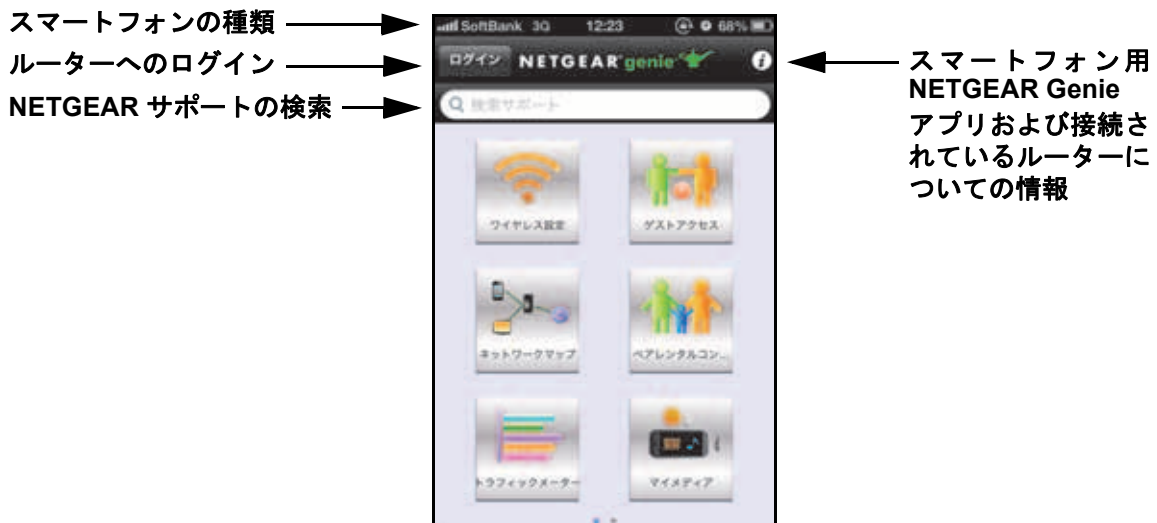 スマートフォンの種類
ルーターへのログイン
NETGEAR サポートの検索
SoftBank 3G 12:23 68%
ログイン NETGEAR genie
検索サポート
スマートフォン用
NETGEAR Genie
アプリおよび接続さ
れているルーターに
ついての情報
ワイヤレス設定 ゲストアクセス
ネットワークマップ ペアレンタルコン...
トラフィックメーター マイメディア